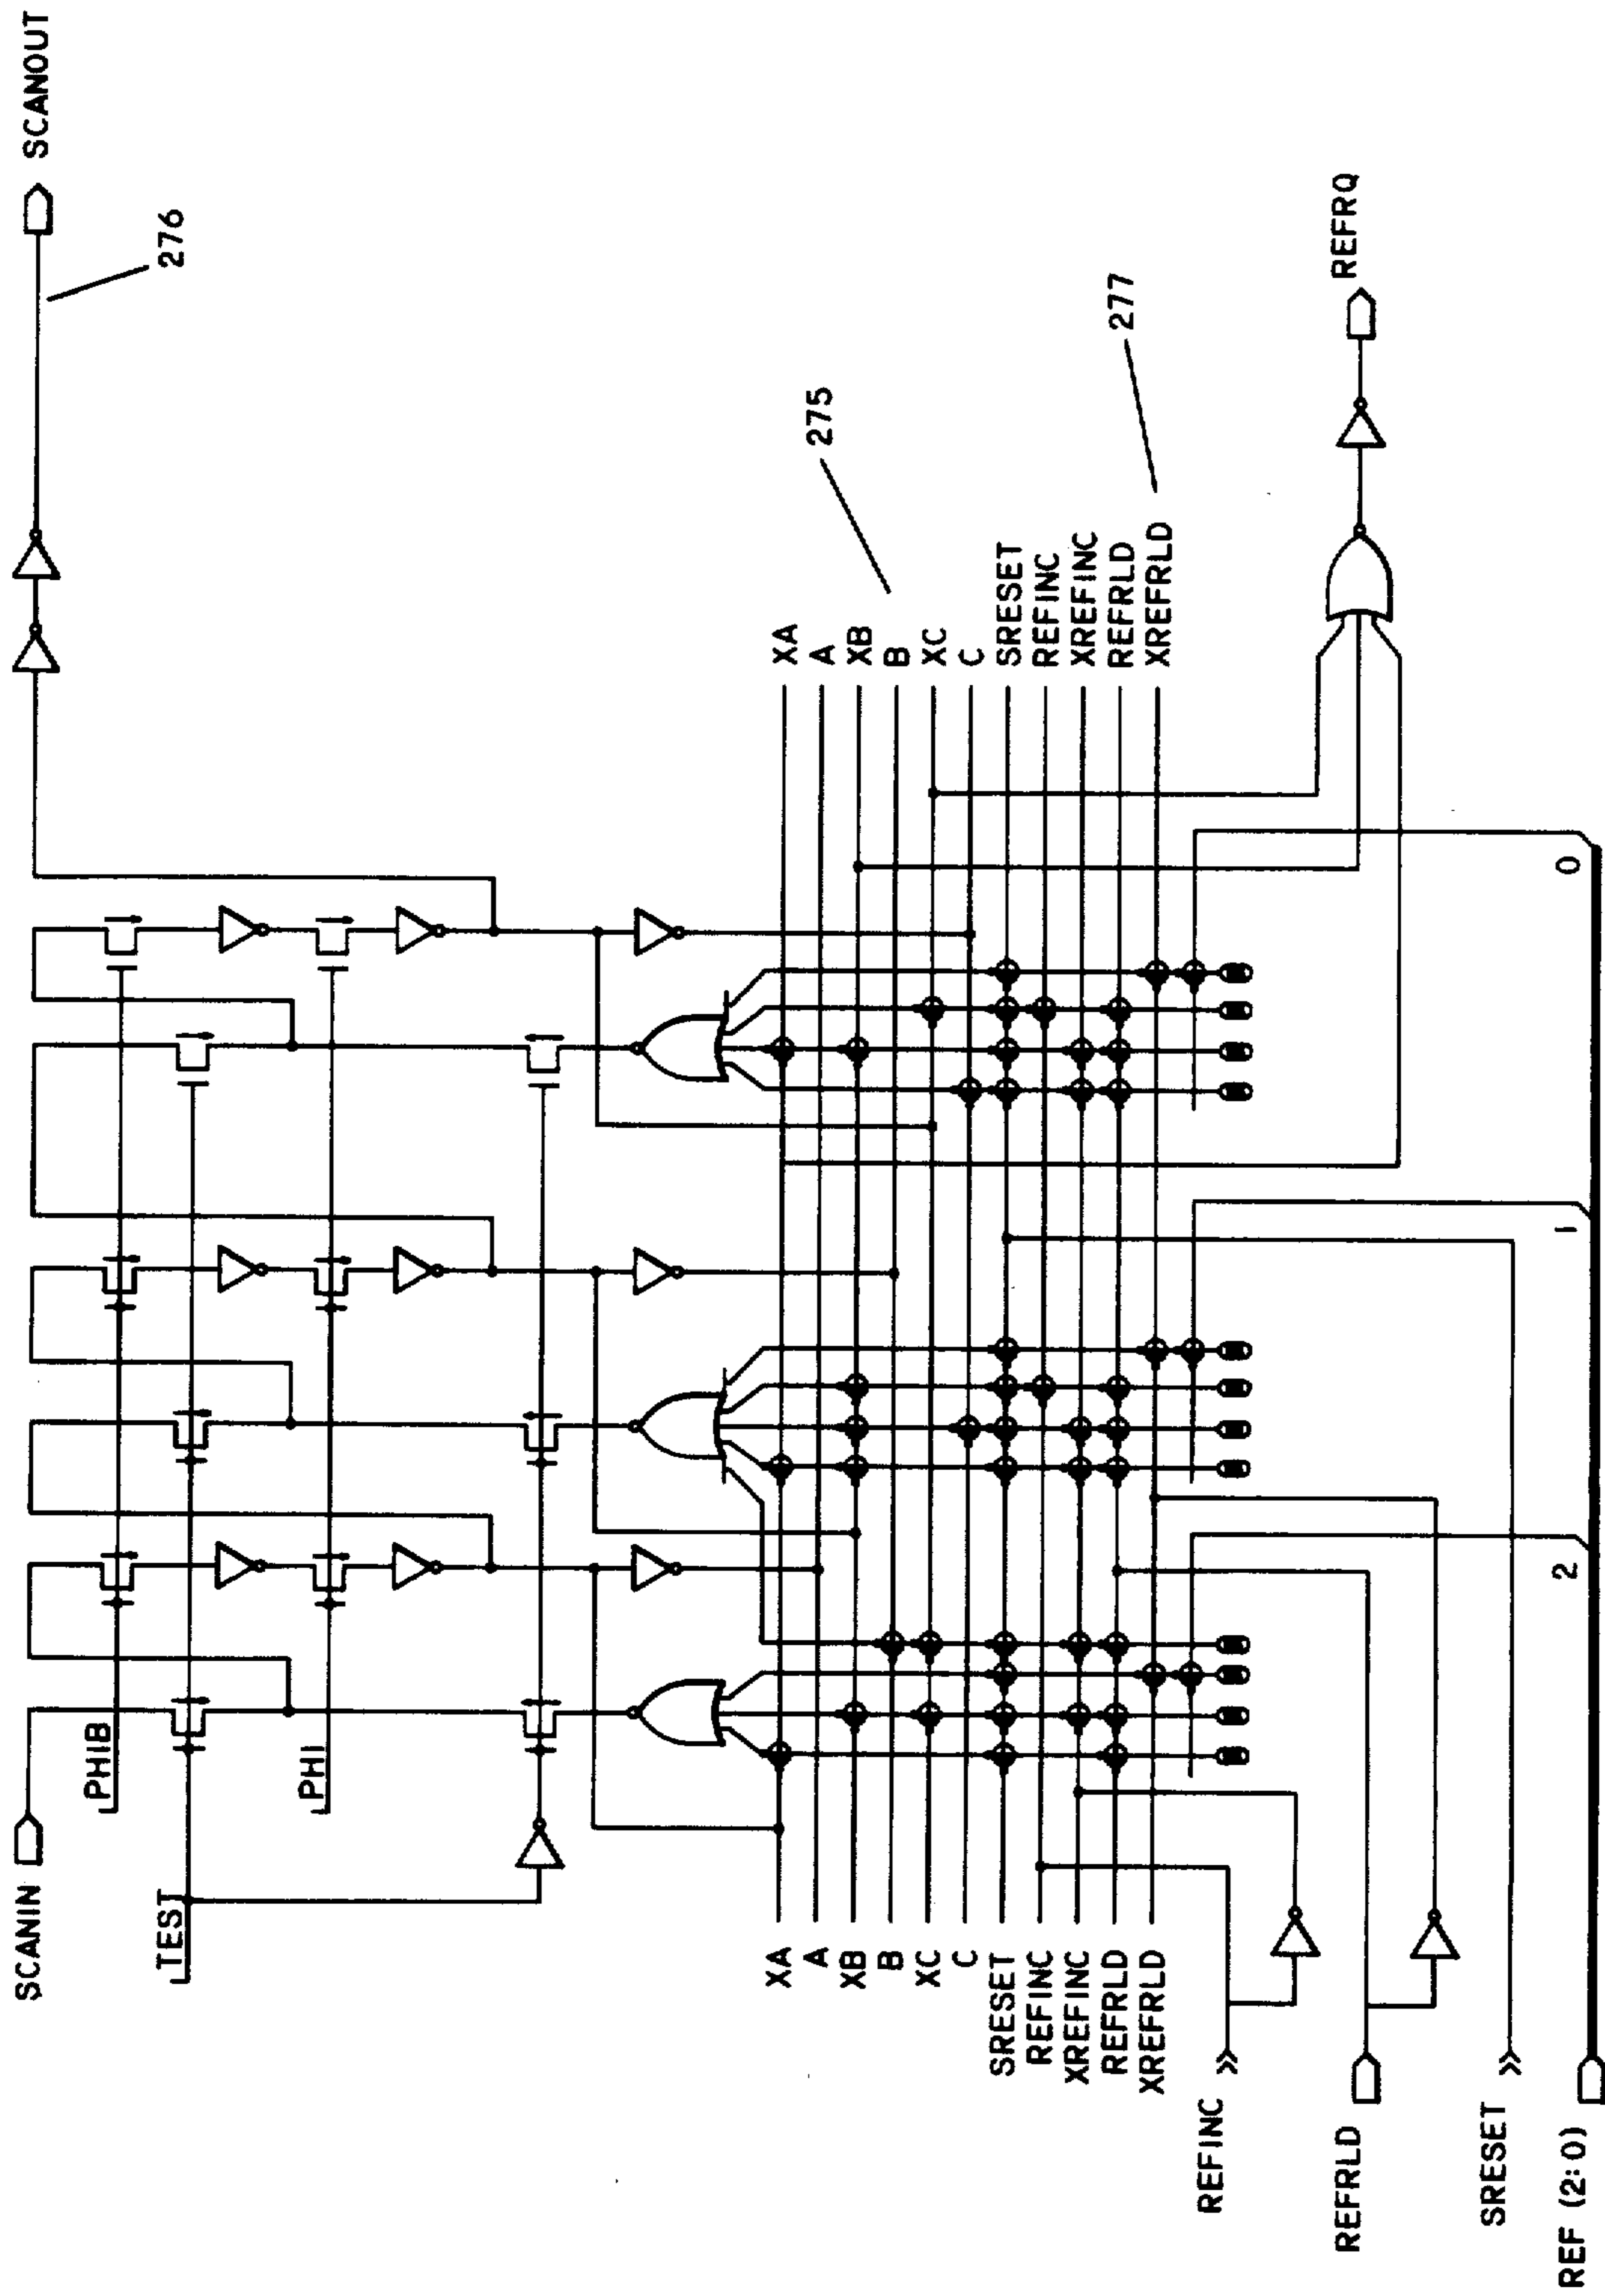 SCANIN
SCANOUT
276
PHIB
TEST
PHI
275
277
XA
A
XB
B
XC
C
SRESET
REFINC
XREFINC
REFRLD
XREFRLD
XA
A
XB
B
XC
C
SRESET
REFINC
XREFINC
REFRLD
XREFRLD
REFINC
REFRLD
SRESET
REF (2:0)
2
1
0
REFRQ